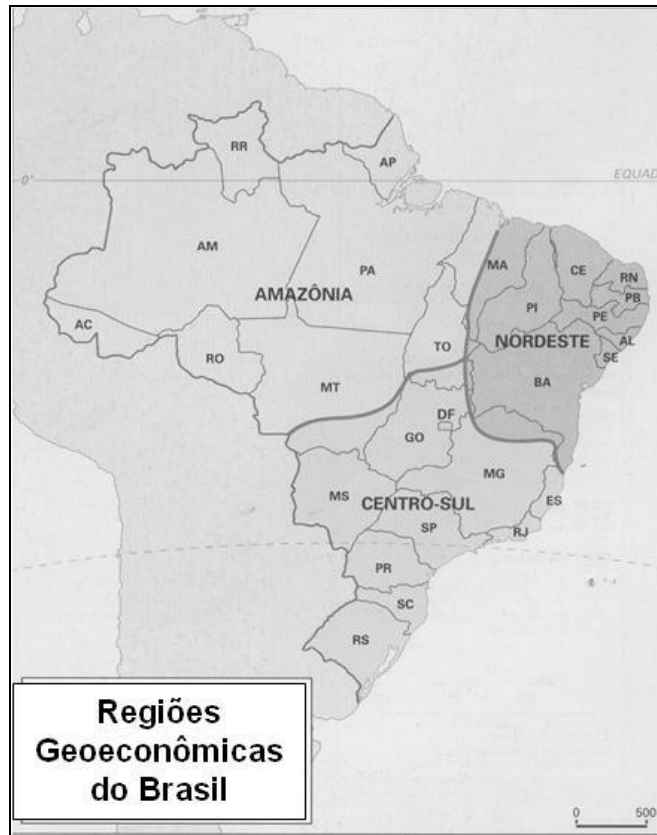 RR
AP
0°
EQUAD
AM
PA
MA
CE
RN
PB
PI
PE
AMAZÔNIA
AC
TO
NORDESTE
AL
SE
RO
MT
BA
DF
GO
MG
MS
CENTRO-SUL
ES
SP
RJ
PR
SC
RS
Regiões
Geoeconômicas
do Brasil
0 500